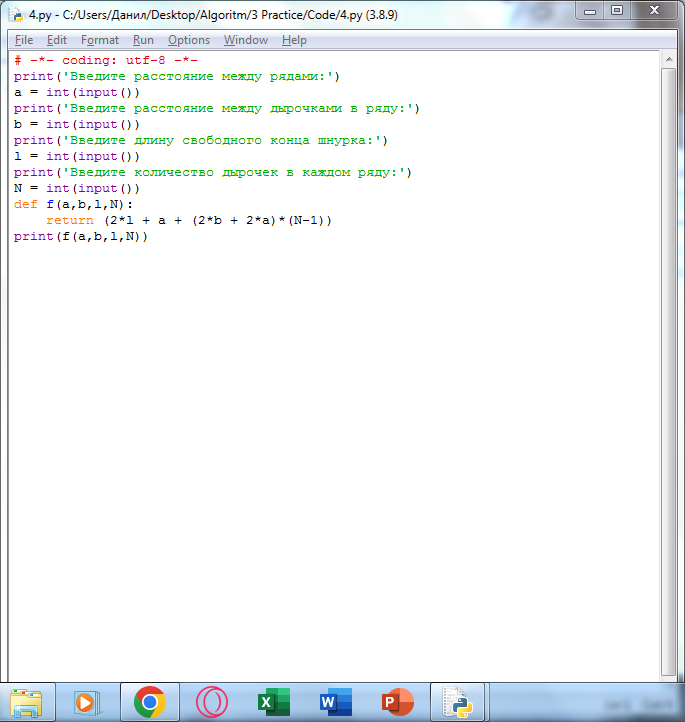 4.py - C:/Users/Данил/Desktop/Algoritm/3 Practice/Code/4.py (3.8.9)
File Edit Format Run Options Window Help
# -*- coding: utf-8 -*-
print('Введите расстояние между рядами:')
a = int(input())
print('Введите расстояние между дырочками в ряду:')
b = int(input())
print('Введите длину свободного конца шнурка:')
l = int(input())
print('Введите количество дырочек в каждом ряду:')
N = int(input())
def f(a,b,l,N):
    return (2*l + a + (2*b + 2*a)*(N-1))
print(f(a,b,l,N))